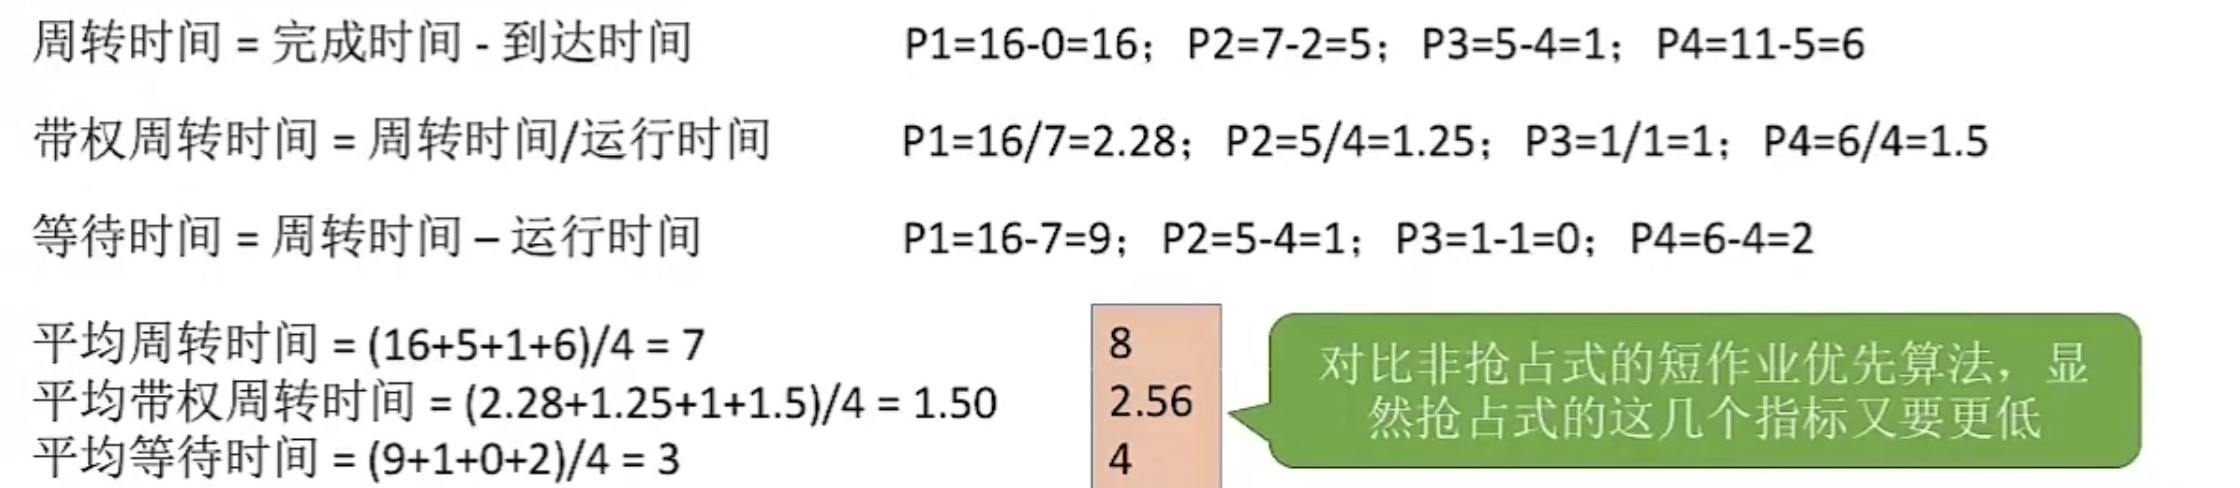 周转时间 = 完成时间 - 到达时间
P1=16-0=16；P2=7-2=5；P3=5-4=1；P4=11-5=6
带权周转时间 = 周转时间/运行时间
P1=16/7=2.28；P2=5/4=1.25；P3=1/1=1；P4=6/4=1.5
等待时间 = 周转时间 – 运行时间
P1=16-7=9；P2=5-4=1；P3=1-1=0；P4=6-4=2
平均周转时间 = (16+5+1+6)/4 = 7
平均带权周转时间 = (2.28+1.25+1+1.5)/4 = 1.50
平均等待时间 = (9+1+0+2)/4 = 3
8
2.56
4
对比非抢占式的短作业优先算法，显
然抢占式的这几个指标又要更低